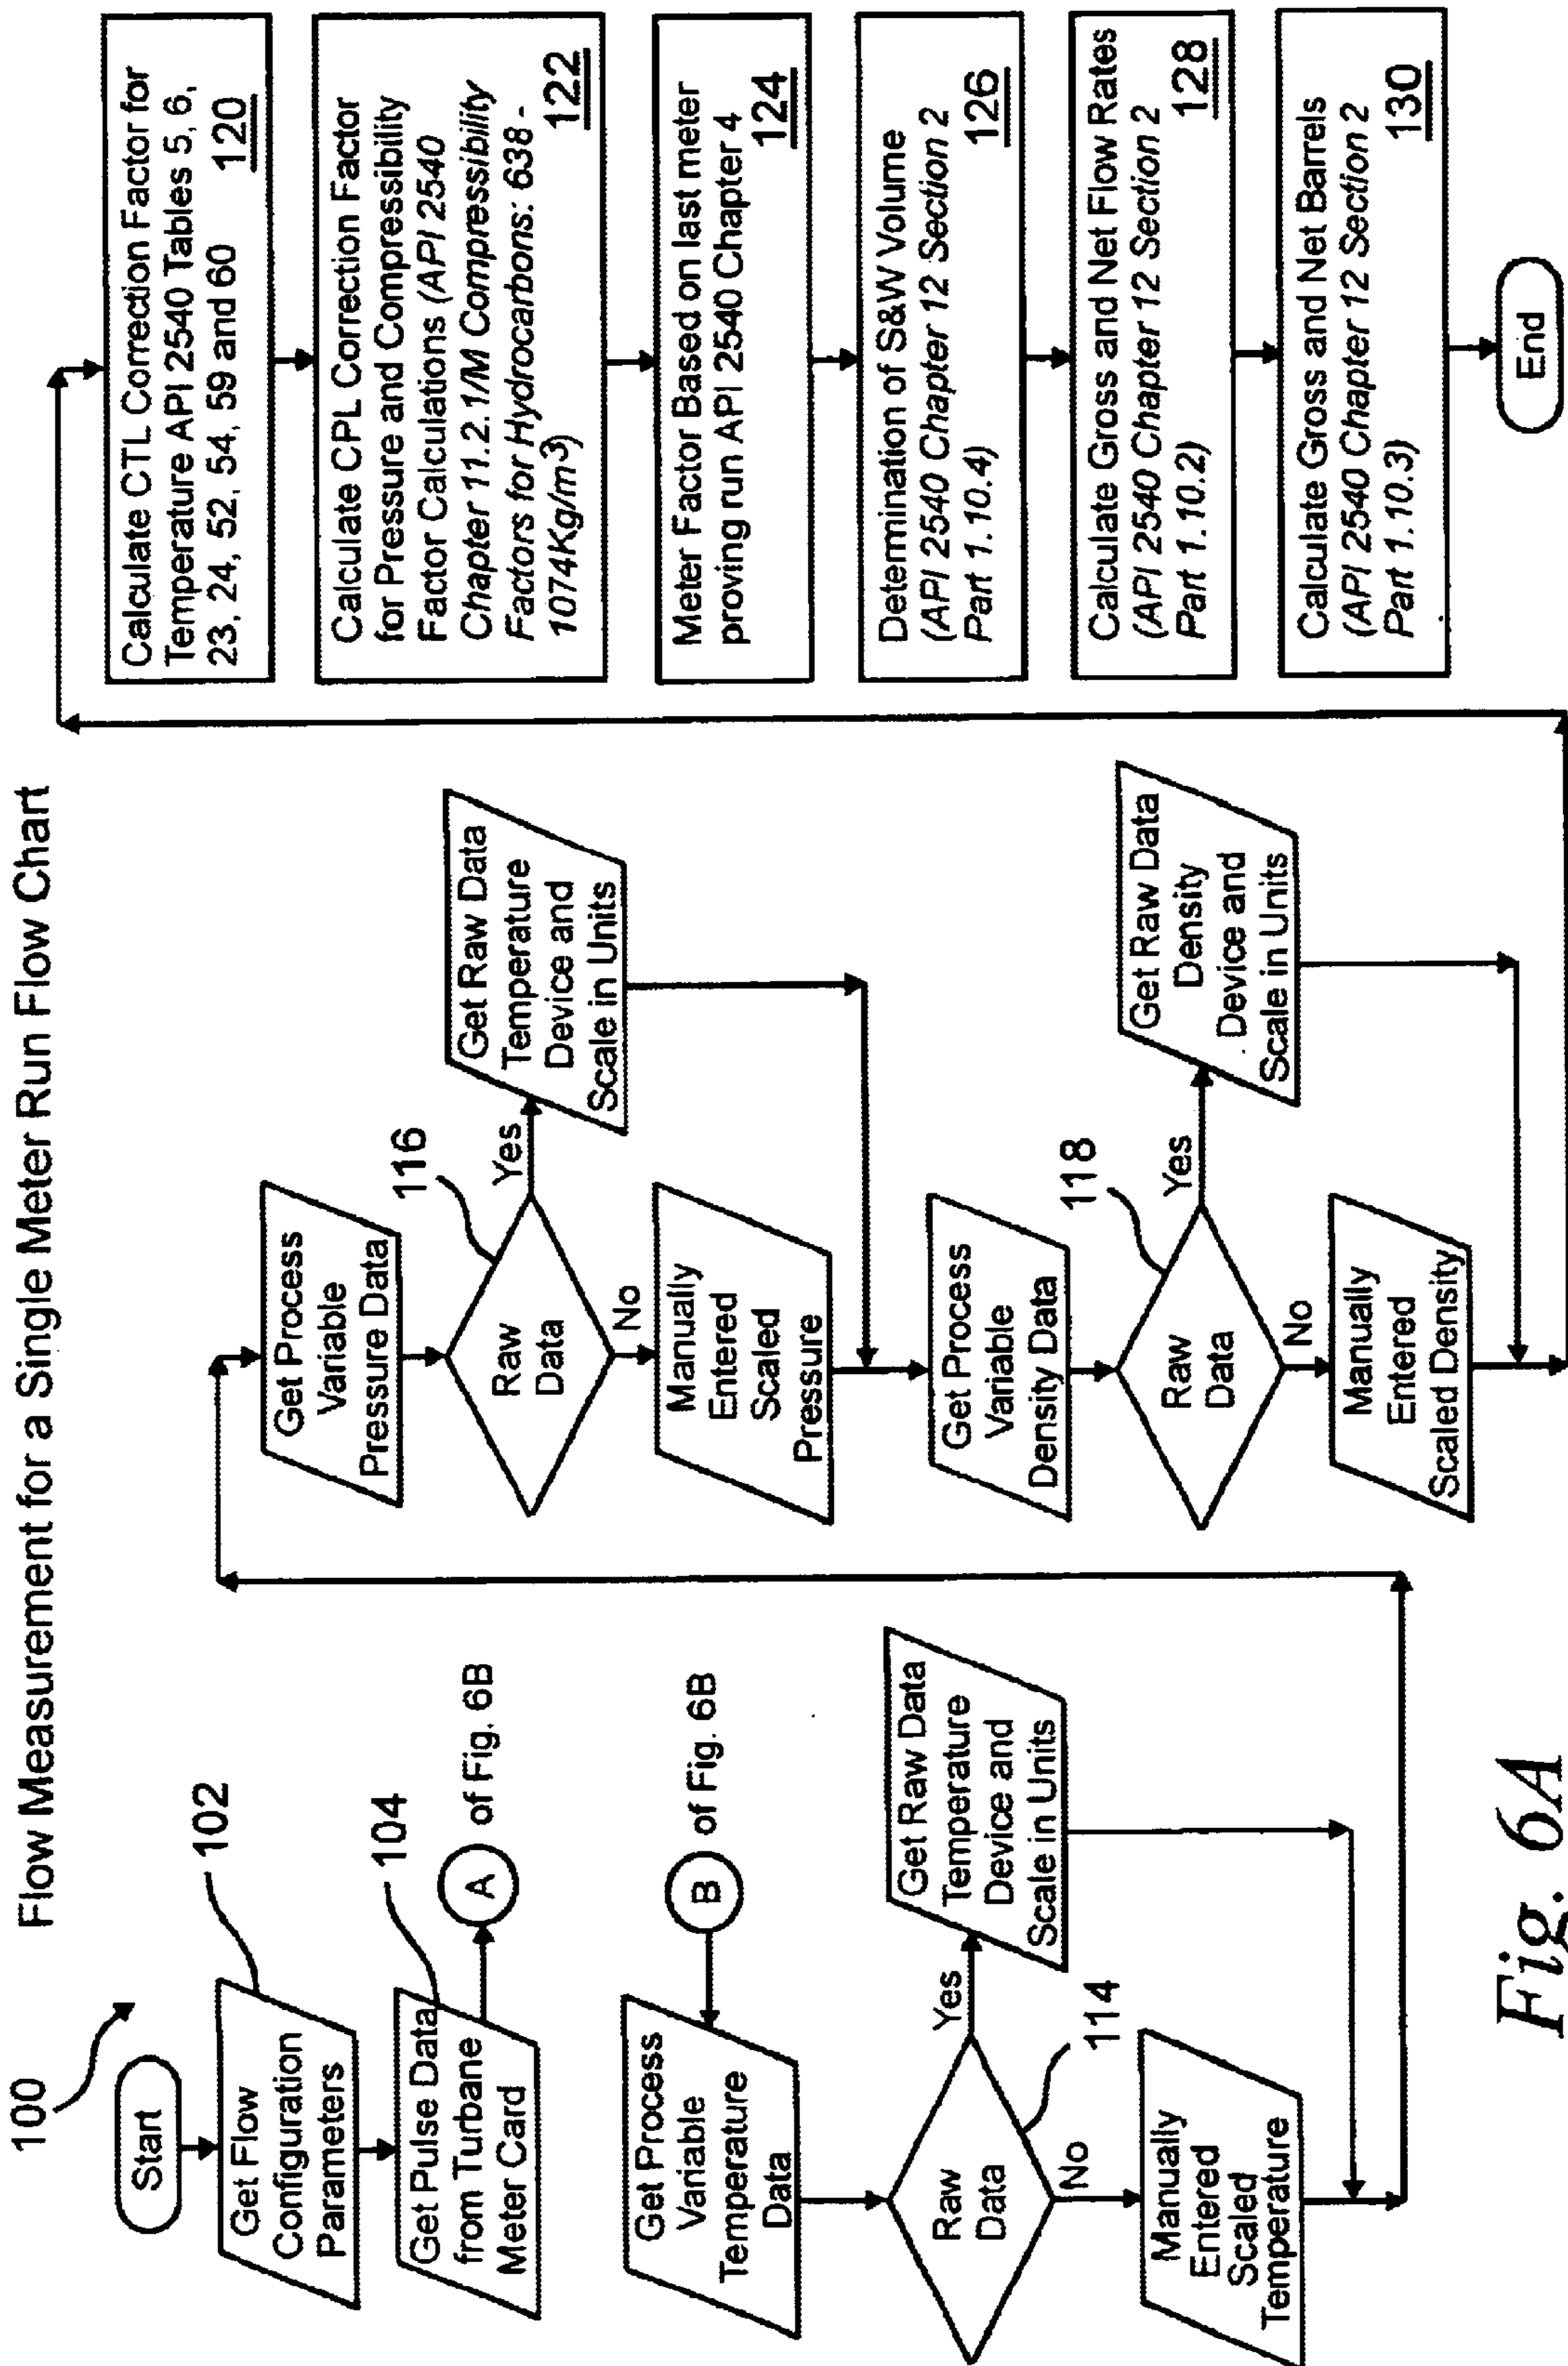 Flow Measurement for a Single Meter Run Flow Chart
100
Start
Get Flow
Configuration
Parameters
102
Get Pulse Data
from Turbane
Meter Card
104
A
of Fig. 6B
B
of Fig. 6B
Get Process
Variable
Temperature
Data
Raw
Data
Yes
No
114
Get Raw Data
Temperature
Device and
Scale in Units
Manually
Entered
Scaled
Temperature
Get Process
Variable
Pressure Data
116
Raw
Data
Yes
No
Get Raw Data
Temperature
Device and
Scale in Units
Manually
Entered
Scaled
Pressure
Get Process
Variable
Density Data
118
Raw
Data
Yes
No
Get Raw Data
Density
Device and
Scale in Units
Manually
Entered
Scaled Density
Calculate CTL Correction Factor for
Temperature API 2540 Tables 5, 6,
23, 24, 52, 54, 59 and 60
120
Calculate CPL Correction Factor
for Pressure and Compressibility
Factor Calculations (API 2540
Chapter 11.2.1/M Compressibility
Factors for Hydrocarbons: 638 -
1074Kg/m3)
122
Meter Factor Based on last meter
proving run API 2540 Chapter 4
124
Determination of S&W Volume
(API 2540 Chapter 12 Section 2
Part 1.10.4)
126
Calculate Gross and Net Flow Rates
(API 2540 Chapter 12 Section 2
Part 1.10.2)
128
Calculate Gross and Net Barrels
(API 2540 Chapter 12 Section 2
Part 1.10.3)
130
End
Fig. 6A